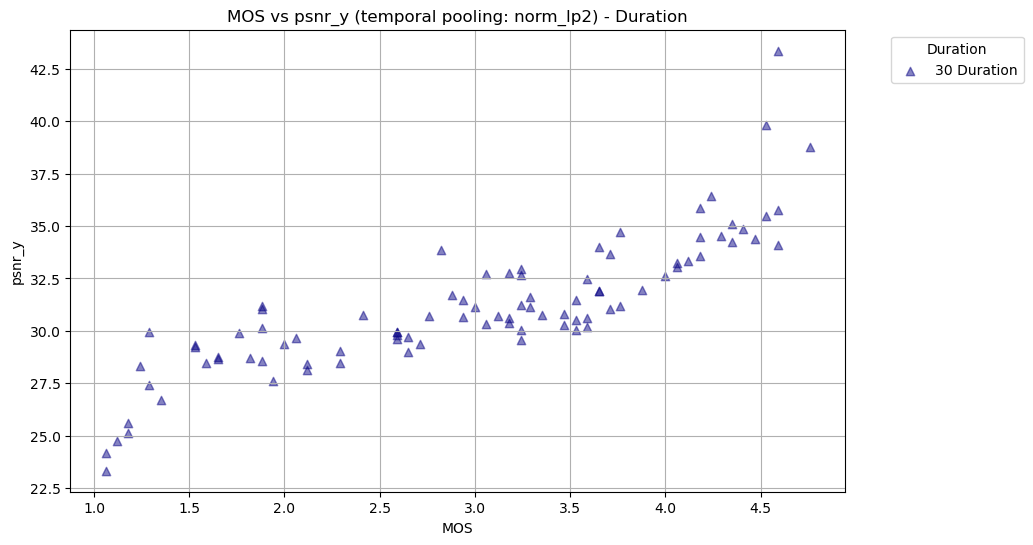 MOS vs psnr_y (temporal pooling: norm_lp2) - Duration
Duration
30 Duration
psnr_y
42.5
40.0
37.5
35.0
32.5
30.0
27.5
25.0
22.5
1.0 1.5 2.0 2.5 3.0 3.5 4.0 4.5
MOS